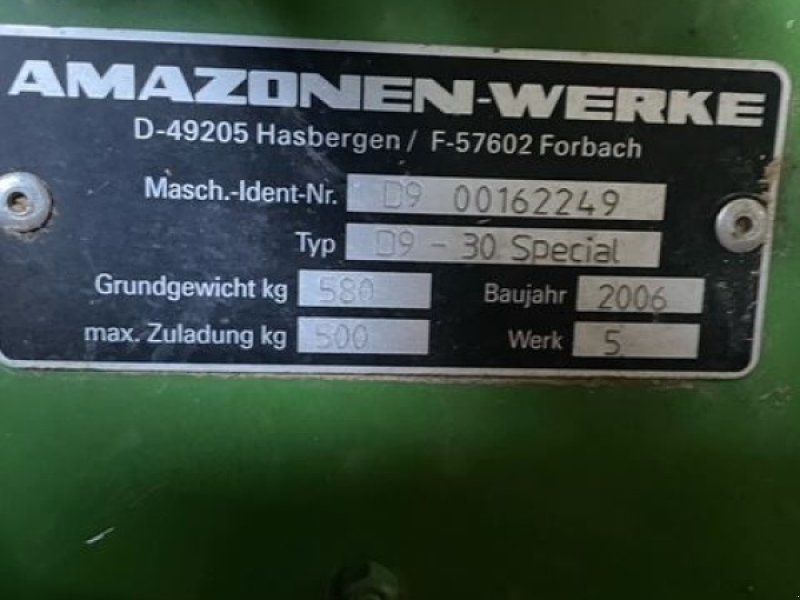 AMAZONEN-WERKE
D-49205 Hasbergen / F-57602 Forbach
Masch.-Ident-Nr. D9 00162249
Typ D9 - 30 Special
Grundgewicht kg 580 Baujahr 2006
max. Zuladung kg 500 Werk 5